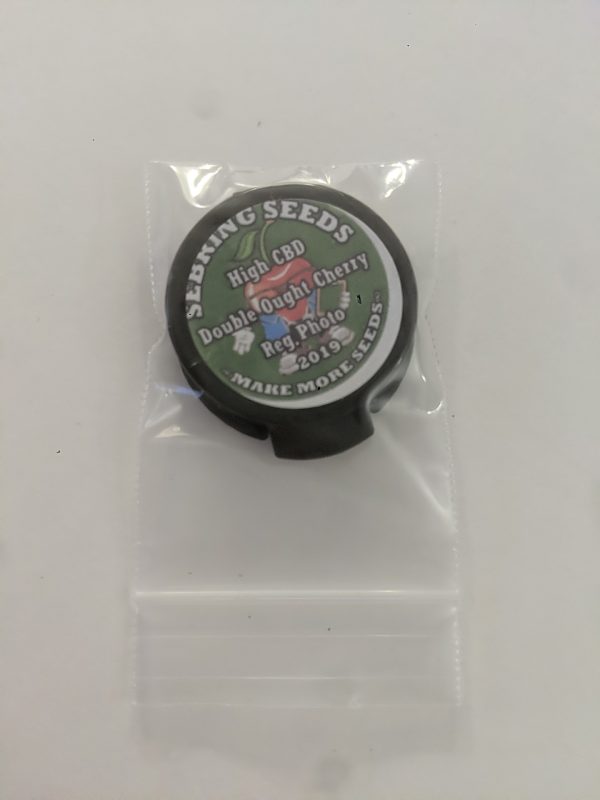 SEBRING SEEDS
High CBD
Double Ought Cherry
Reg. Photo
2019
MAKE MORE SEEDS